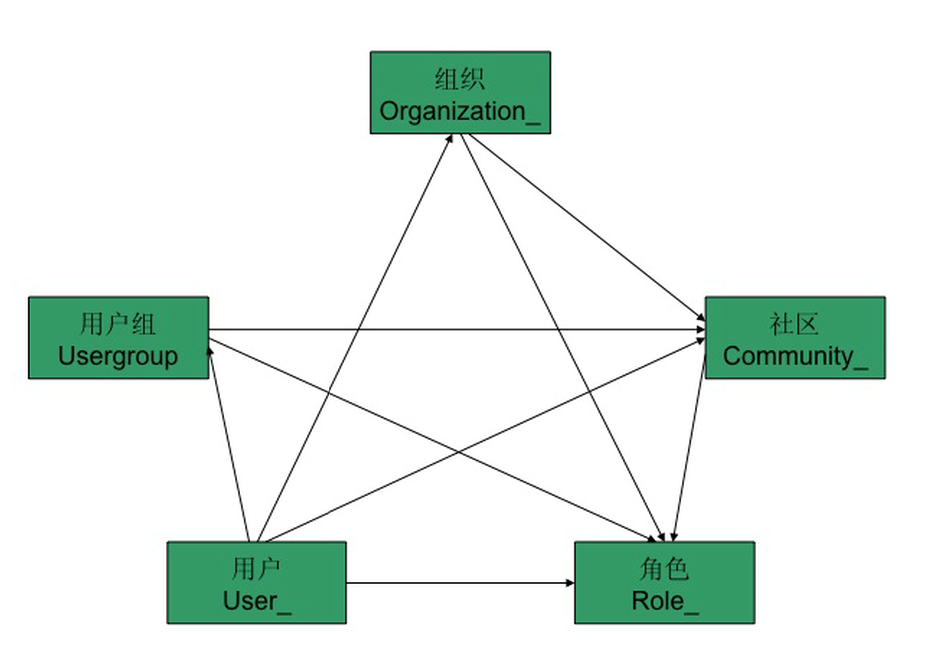 组织
Organization_
用户组
Usergroup
社区
Community_
用户
User_
角色
Role_